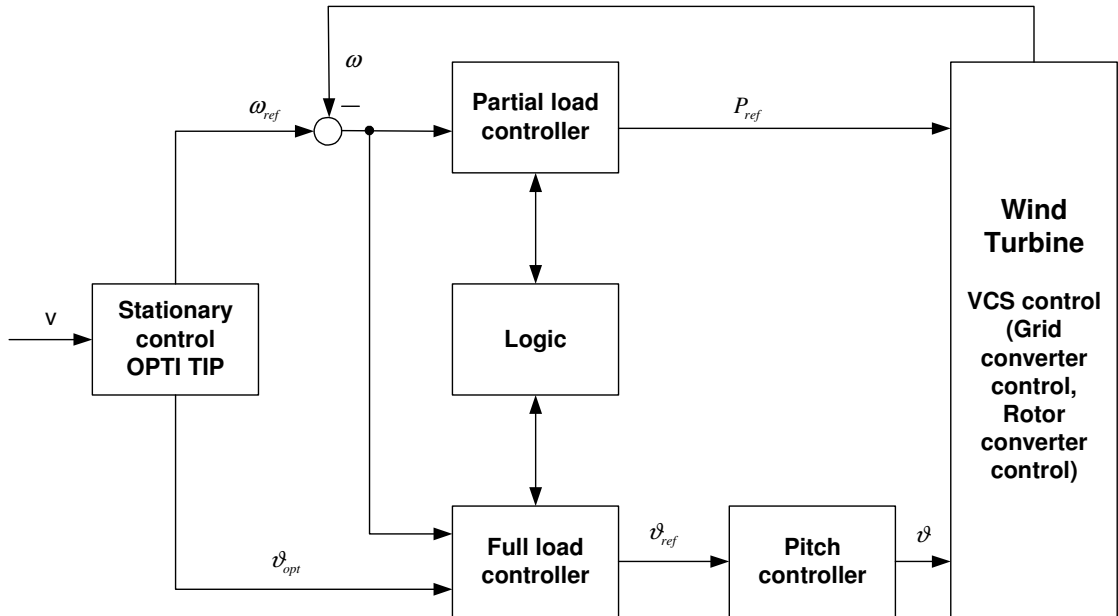 ω
−
ω_ref
Partial load
controller
P_ref
Wind
Turbine
VCS control
(Grid
converter
control,
Rotor
converter
control)
v
Stationary
control
OPTI TIP
Logic
ϑ_opt
Full load
controller
ϑ_ref
Pitch
controller
ϑ